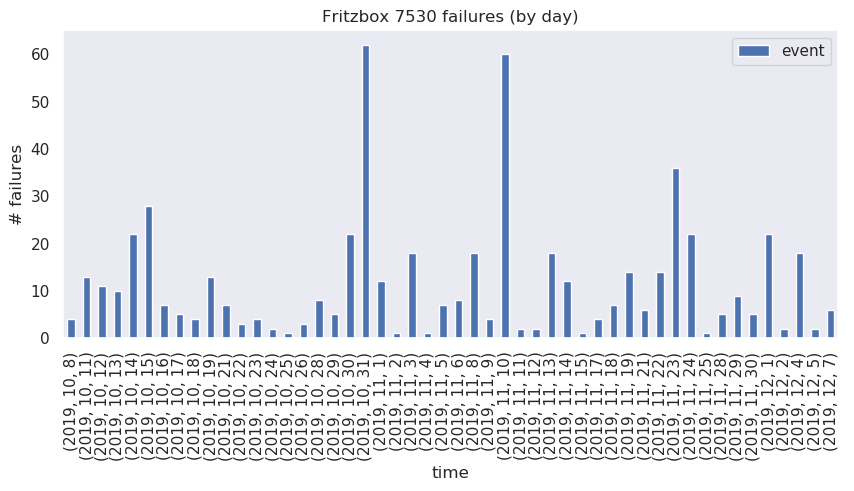 Fritzbox 7530 failures (by day)
event
# failures
60
50
40
30
20
10
0
(2019, 10, 8)
(2019, 10, 11)
(2019, 10, 12)
(2019, 10, 13)
(2019, 10, 14)
(2019, 10, 15)
(2019, 10, 16)
(2019, 10, 17)
(2019, 10, 18)
(2019, 10, 19)
(2019, 10, 21)
(2019, 10, 22)
(2019, 10, 23)
(2019, 10, 24)
(2019, 10, 25)
(2019, 10, 26)
(2019, 10, 28)
(2019, 10, 29)
(2019, 10, 30)
(2019, 10, 31)
(2019, 11, 1)
(2019, 11, 2)
(2019, 11, 3)
(2019, 11, 4)
(2019, 11, 5)
(2019, 11, 6)
(2019, 11, 8)
(2019, 11, 9)
(2019, 11, 10)
(2019, 11, 11)
(2019, 11, 12)
(2019, 11, 13)
(2019, 11, 14)
(2019, 11, 15)
(2019, 11, 17)
(2019, 11, 18)
(2019, 11, 19)
(2019, 11, 21)
(2019, 11, 22)
(2019, 11, 23)
(2019, 11, 24)
(2019, 11, 25)
(2019, 11, 28)
(2019, 11, 29)
(2019, 11, 30)
(2019, 12, 1)
(2019, 12, 2)
(2019, 12, 4)
(2019, 12, 5)
(2019, 12, 7)
time